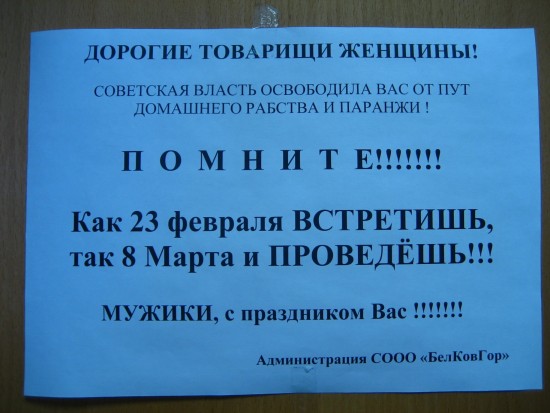 ДОРОГИЕ ТОВАРИЩИ ЖЕНЩИНЫ!
СОВЕТСКАЯ ВЛАСТЬ ОСВОБОДИЛА ВАС ОТ ПУТ
ДОМАШНЕГО РАБСТВА И ПАРАНЖИ !
П О М Н И Т Е!!!!!!!
Как 23 февраля ВСТРЕТИШЬ,
так 8 Марта и ПРОВЕДЁШЬ!!!
МУЖИКИ, с праздником Вас !!!!!!!
Администрация СООО «БелКовГор»